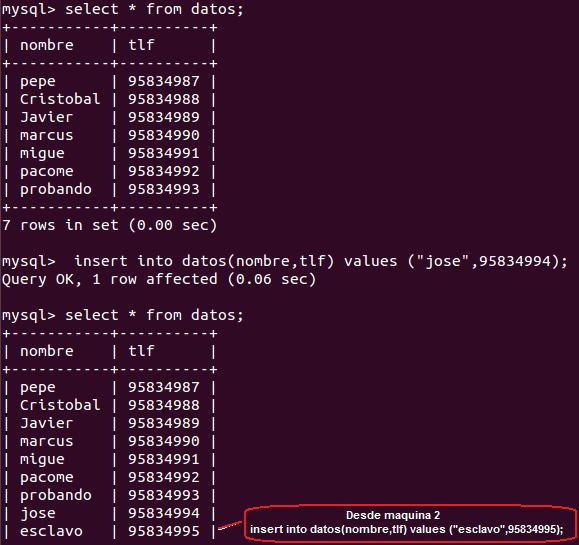 mysql> select * from datos;
+-----------+----------+
| nombre    | tlf      |
+-----------+----------+
| pepe      | 95834987 |
| Cristobal | 95834988 |
| Javier    | 95834989 |
| marcus    | 95834990 |
| migue     | 95834991 |
| pacome    | 95834992 |
| probando  | 95834993 |
+-----------+----------+
7 rows in set (0.00 sec)

mysql>  insert into datos(nombre,tlf) values ("jose",95834994);
Query OK, 1 row affected (0.06 sec)

mysql> select * from datos;
+-----------+----------+
| nombre    | tlf      |
+-----------+----------+
| pepe      | 95834987 |
| Cristobal | 95834988 |
| Javier    | 95834989 |
| marcus    | 95834990 |
| migue     | 95834991 |
| pacome    | 95834992 |
| probando  | 95834993 |
| jose      | 95834994 |
| esclavo   | 95834995 |
Desde maquina 2
insert into datos(nombre,tlf) values ("esclavo",95834995);